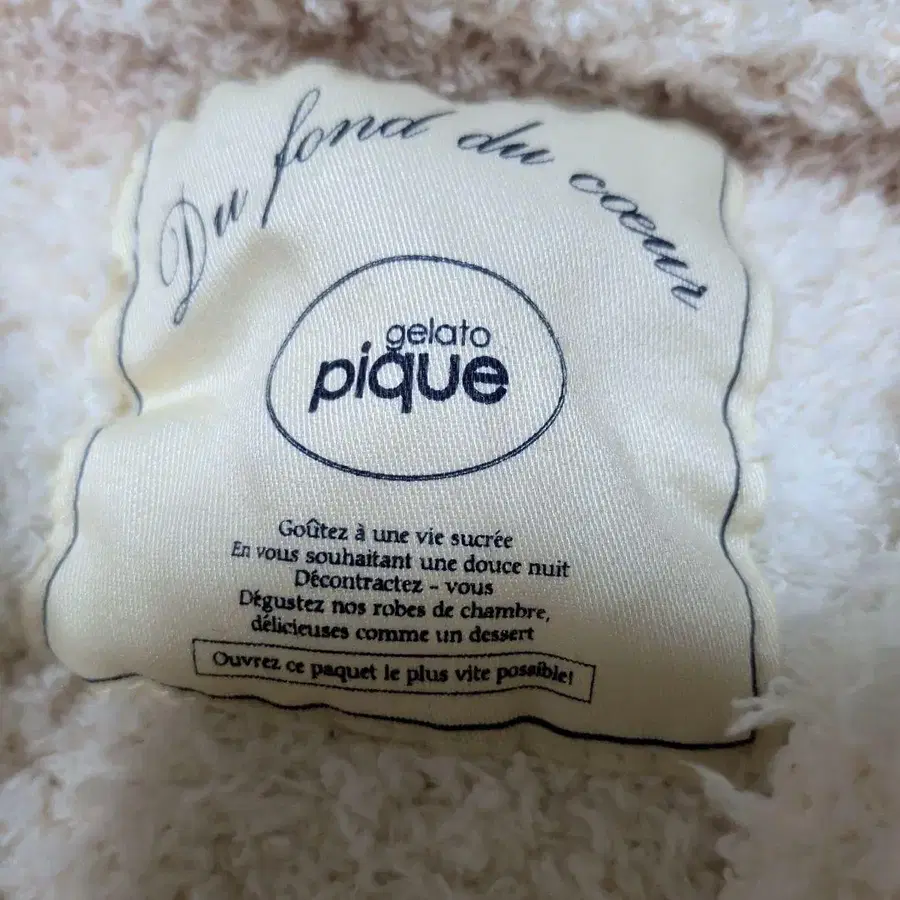 Du fond du cœur
gelato
pique
Goûtez à une vie sucrée
En vous souhaitant une douce nuit
Décontractez - vous
Dégustez nos robes de chambre,
délicieuses comme un dessert
Ouvrez ce paquet le plus vite possible!